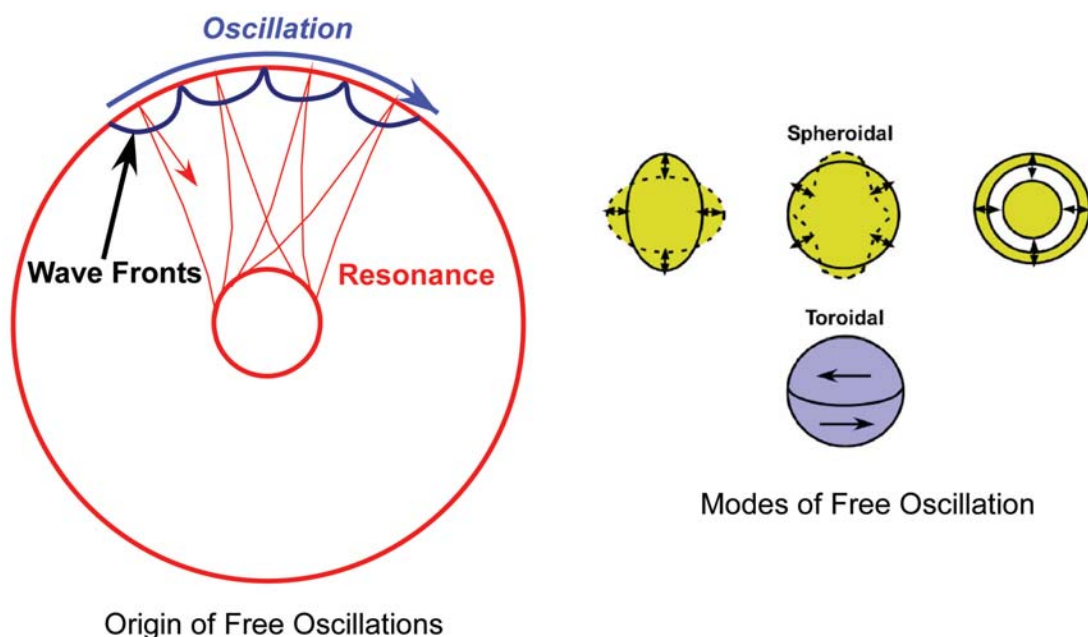 Oscillation
Wave Fronts
Resonance
Origin of Free Oscillations
Spheroidal
Toroidal
Modes of Free Oscillation